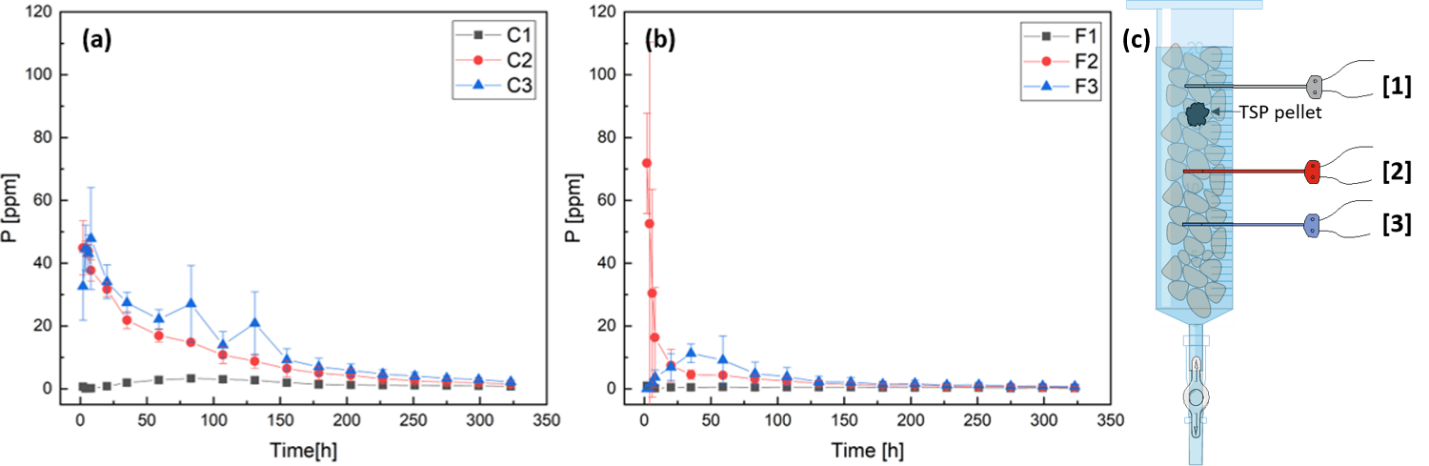 (a)
C1
C2
C3
P [ppm]
120
100
80
60
40
20
0
0 50 100 150 200 250 300 350
Time[h]
(b)
F1
F2
F3
P [ppm]
120
100
80
60
40
20
0
0 50 100 150 200 250 300 350
Time [h]
(c)
[1]
TSP pellet
[2]
[3]